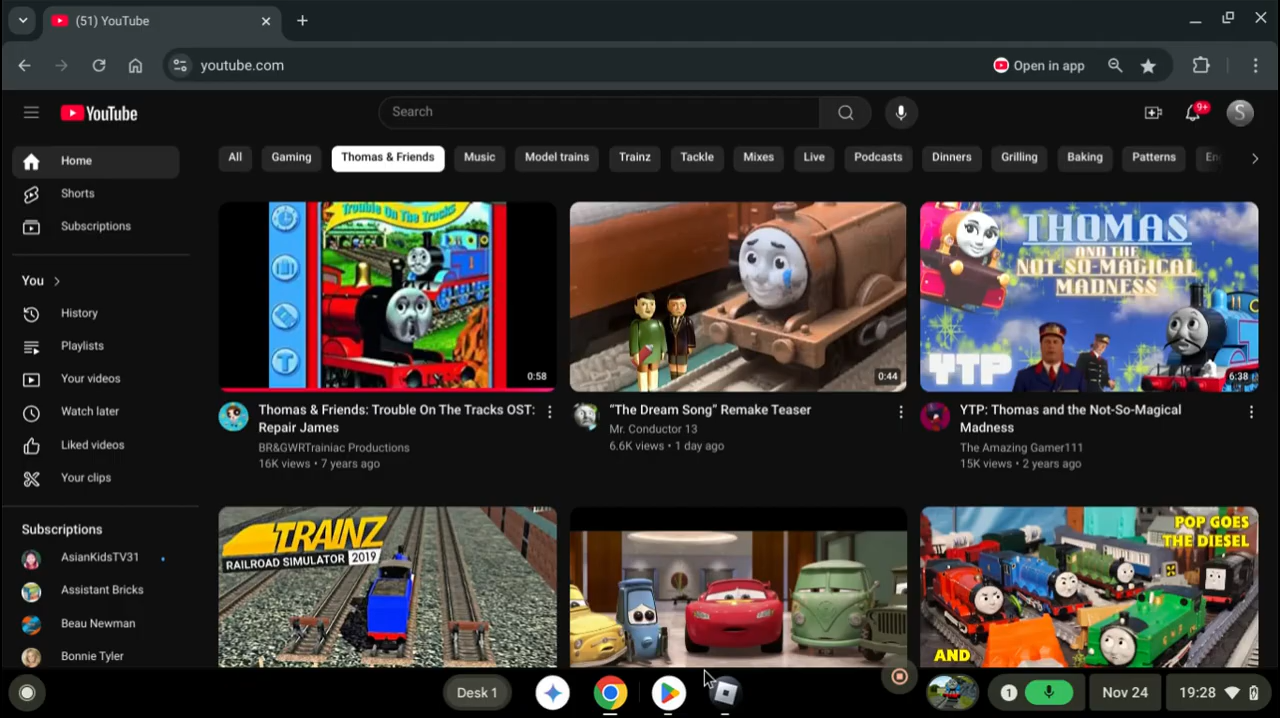 (51) YouTube
youtube.com
Open in app
YouTube
Search
9+
S
Home
Shorts
Subscriptions
You
History
Playlists
Your videos
Watch later
Liked videos
Your clips
Subscriptions
AsianKidsTV31
Assistant Bricks
Beau Newman
Bonnie Tyler
All
Gaming
Thomas & Friends
Music
Model trains
Trainz
Tackle
Mixes
Live
Podcasts
Dinners
Grilling
Baking
Patterns
Trouble On The Tracks
0:58
Thomas & Friends: Trouble On The Tracks OST:
Repair James
BR&GWRTrainiac Productions
16K views • 7 years ago
0:44
“The Dream Song” Remake Teaser
Mr. Conductor 13
6.6K views • 1 day ago
THOMAS
AND THE
NOT-SO-MAGICAL
MADNESS
YTP
6:38
YTP: Thomas and the Not-So-Magical
Madness
The Amazing Gamer111
15K views • 2 years ago
TRAINZ
RAILROAD SIMULATOR 2019
POP GOES
THE DIESEL
AND
Desk 1
1
Nov 24
19:28